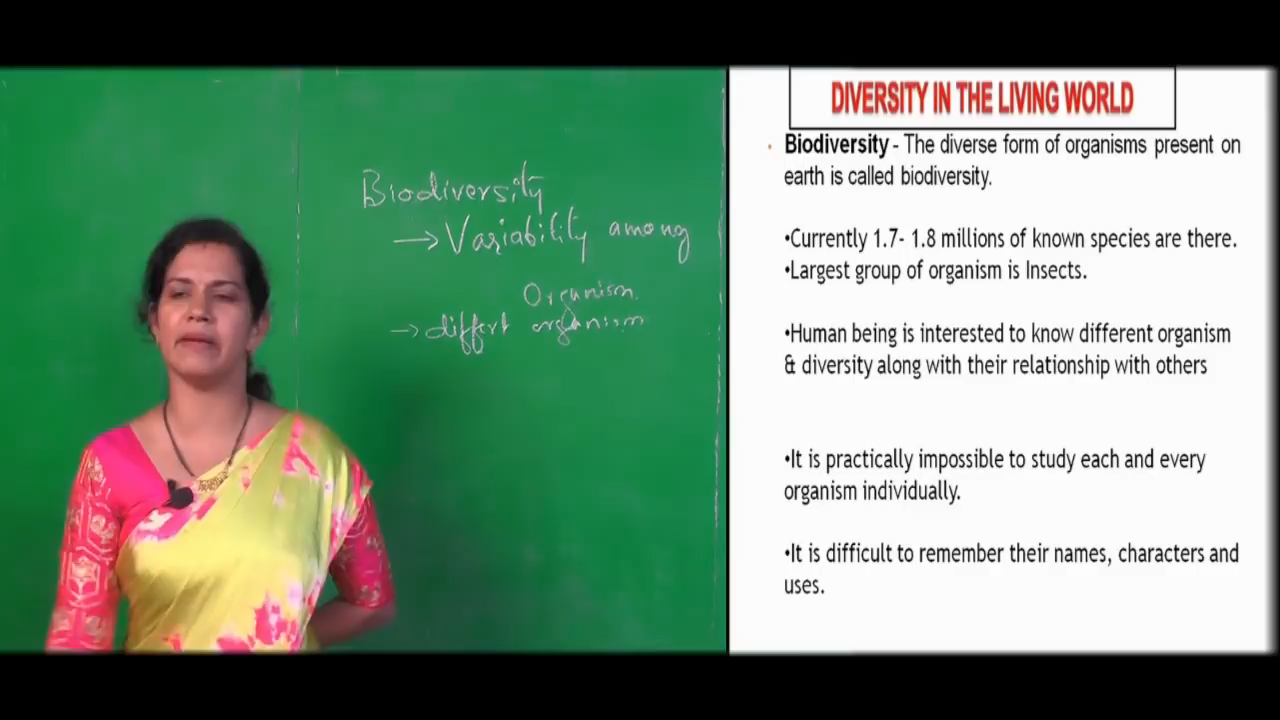 Biodiversity
→ Variability among
Organism.
→ differt organism
DIVERSITY IN THE LIVING WORLD
• Biodiversity - The diverse form of organisms present on
earth is called biodiversity.
•Currently 1.7- 1.8 millions of known species are there.
•Largest group of organism is Insects.
•Human being is interested to know different organism
& diversity along with their relationship with others
•It is practically impossible to study each and every
organism individually.
•It is difficult to remember their names, characters and
uses.